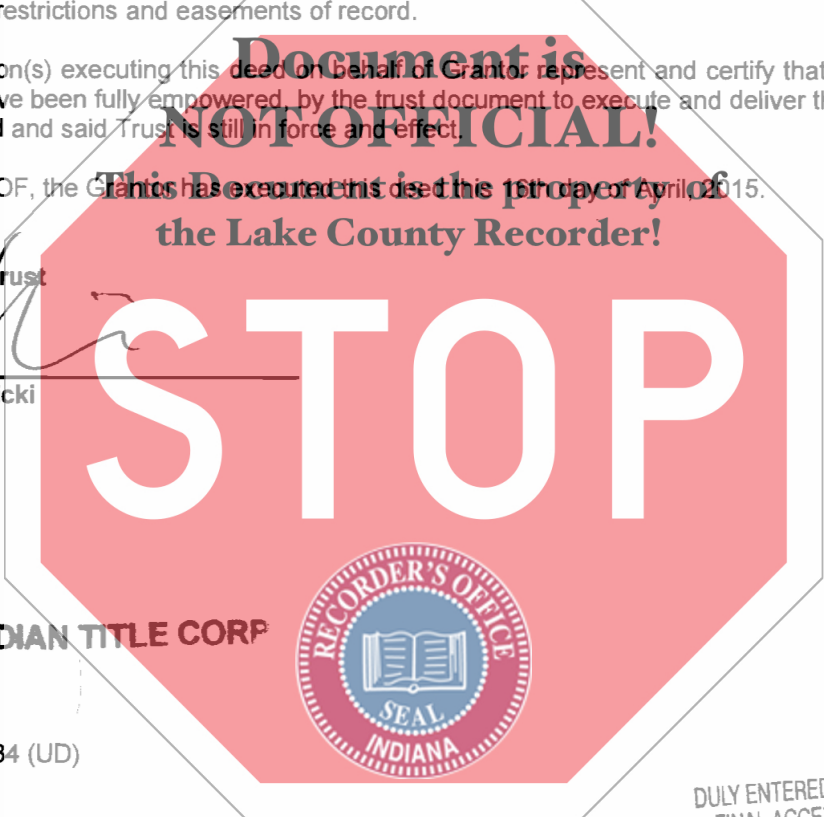 restrictions and easements of record.
Document is
on(s) executing this deed on behalf of Grantor represent and certify that
ve been fully empowered, by the trust document to execute and deliver th
NOT OFFICIAL!
d and said Trust is still in force and effect.
OF, the Grantor has executed this deed this 16th day of April, 2015.
This Document is the property of
the Lake County Recorder!
rust
cki
STOP
RECORDER'S OFFICE
SEAL
INDIANA
DIAN TITLE CORP
34 (UD)
DULY ENTERED
FINAL ACCE